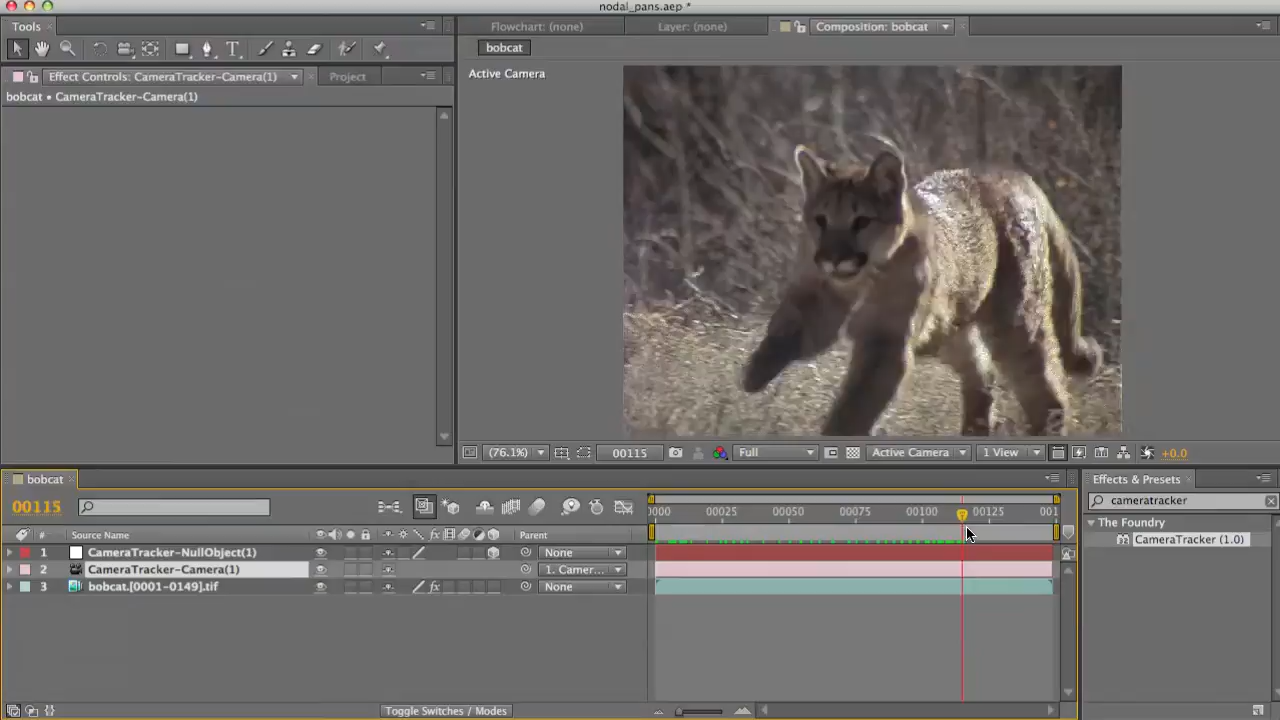 nodal_pans.aep *
Tools
Flowchart: (none)
Layer: (none)
Composition: bobcat
bobcat
Effect Controls: CameraTracker-Camera(1)
Project
bobcat • CameraTracker-Camera(1)
Active Camera
(76.1%)
00115
Full
Active Camera
1 View
+0.0
bobcat
00115
0000
00025
00050
00075
00100
00125
001
# Source Name
Parent
1 CameraTracker-NullObject(1)
None
2 CameraTracker-Camera(1)
1. Camer...
3 bobcat.[0001-0149].tif
None
Toggle Switches / Modes
Effects & Presets
cameratracker
The Foundry
CameraTracker (1.0)